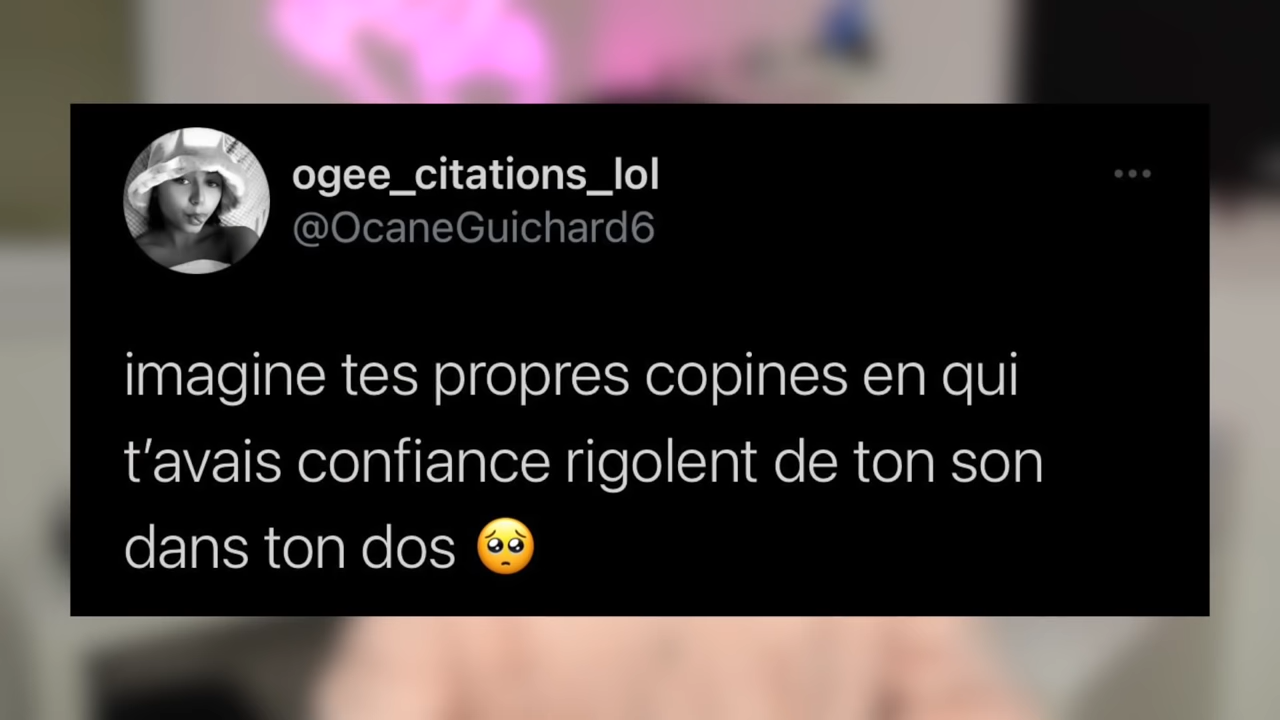 ogee_citations_lol
@OcaneGuichard6
imagine tes propres copines en qui
t’avais confiance rigolent de ton son
dans ton dos 🥺